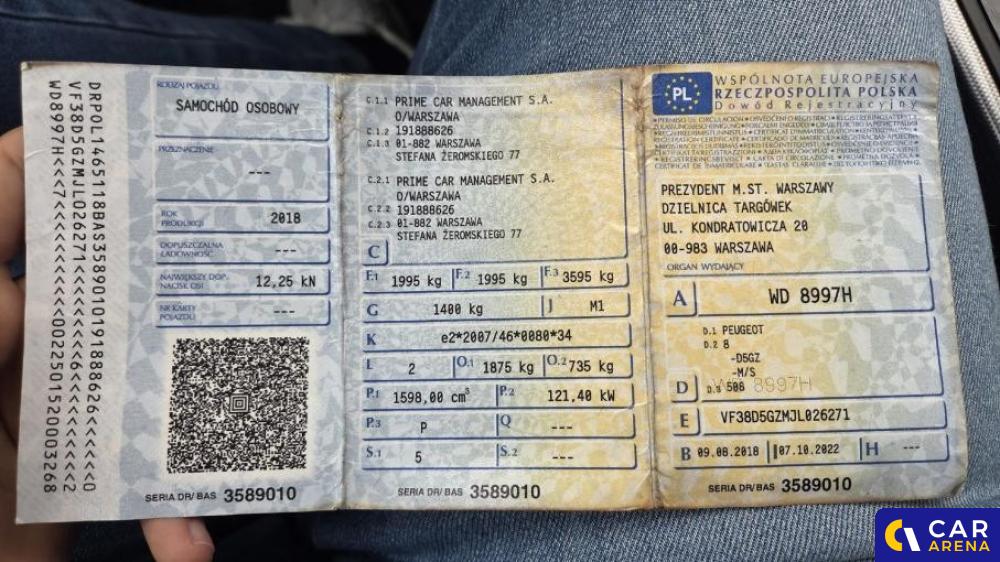 DRPOL1465118BAS3589010191888626<<<<<0
VF38D5GZMJL026271<<<<<<<<<<6<<<<<<2
WD8997H<<<7<<<<<<<<<<<0022501520003268
RODZAJ POJAZDU
SAMOCHÓD OSOBOWY
PRZEZNACZENIE
---
ROK PRODUKCJI
2018
DOPUSZCZALNA ŁADOWNOŚĆ
---
NAJWIĘKSZY DOP. NACISK OSI
12,25 kN
NR KARTY POJAZDU
---
SERIA DR/BAS 3589010
C.1.1 PRIME CAR MANAGEMENT S.A.
O/WARSZAWA
C.1.2 191888626
C.1.3 01-882 WARSZAWA
STEFANA ŻEROMSKIEGO 77
C.2.1 PRIME CAR MANAGEMENT S.A.
O/WARSZAWA
C.2.2 191888626
C.2.3 01-882 WARSZAWA
STEFANA ŻEROMSKIEGO 77
C
F.1 1995 kg F.2 1995 kg F.3 3595 kg
G 1400 kg J M1
K e2*2007/46*0080*34
L 2 O.1 1875 kg O.2 735 kg
P.1 1598,00 cm³ P.2 121,40 kW
P.3 P Q ---
S.1 5 S.2 ---
SERIA DR/BAS 3589010
PL
WSPÓLNOTA EUROPEJSKA
RZECZPOSPOLITA POLSKA
Dowód Rejestracyjny
PREZYDENT M.ST. WARSZAWY
DZIELNICA TARGÓWEK
UL. KONDRATOWICZA 20
00-983 WARSZAWA
ORGAN WYDAJĄCY
A WD 8997H
D.1 PEUGEOT
D.2 8
-D5GZ
-M/S
D D.3 508 8997H
E VF38D5GZMJL026271
B 09.08.2018 07.10.2022 H ---
SERIA DR/BAS 3589010
CAR
ARENA